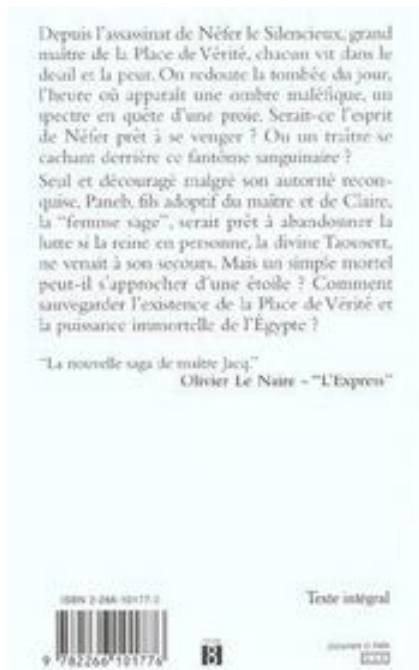 Depuis l'assassinat de Néfer le Silencieux, grand
maître de la Place de Vérité, chacun vit dans le
deuil et la peur. On redoute la tombée du jour,
l'heure où apparaît une ombre maléfique, un
spectre en quête d'une proie. Serait-ce l'esprit
de Néfer prêt à se venger ? Ou un traître se
cachant derrière ce fantôme sanguinaire ?
Seul et découragé malgré son autorité recon-
quise, Paneb, fils adoptif du maître et de Claire,
la "femme sage", serait prêt à abandonner la
lutte si la reine en personne, la divine Taousert,
ne venait à son secours. Mais un simple mortel
peut-il s'approcher d'une étoile ? Comment
sauvegarder l'existence de la Place de Vérité et
la puissance immortelle de l'Égypte ?
"La nouvelle saga de maître Jacq."
Olivier Le Naire - "L'Express"
ISBN 2-266-10177-3
Texte intégral
9 782266 101776